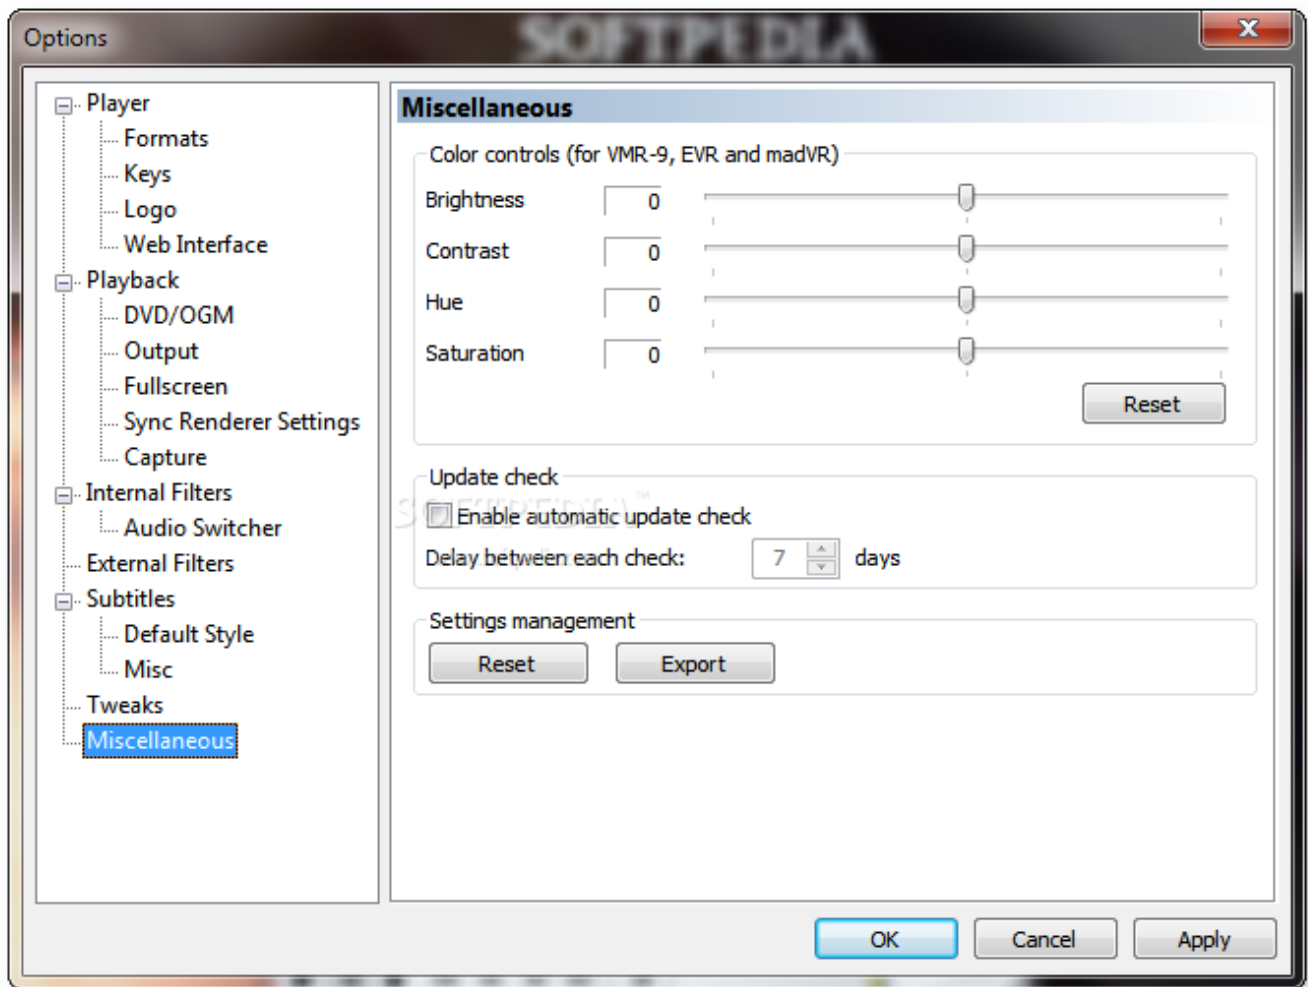 SOFTPEDIA
Options
Player
Formats
Keys
Logo
Web Interface
Playback
DVD/OGM
Output
Fullscreen
Sync Renderer Settings
Capture
Internal Filters
Audio Switcher
External Filters
Subtitles
Default Style
Misc
Tweaks
Miscellaneous
Miscellaneous
Color controls (for VMR-9, EVR and madVR)
Brightness 0
Contrast 0
Hue 0
Saturation 0
Reset
Update check
SOFTPEDIA™
Enable automatic update check
Delay between each check: 7 days
Settings management
Reset Export
OK Cancel Apply